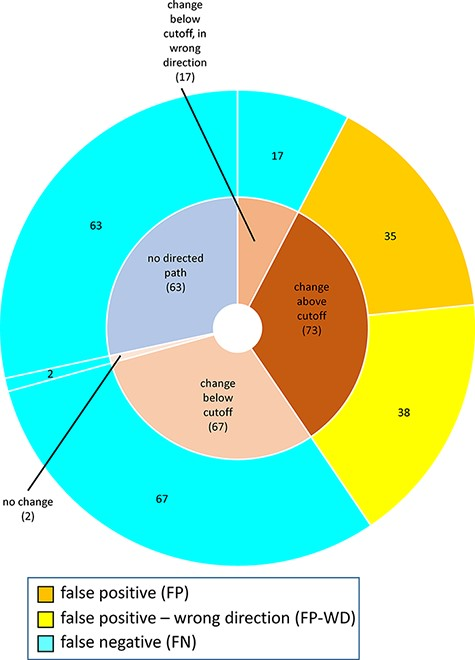 change
below
cutoff, in
wrong
direction
(17)
17
63
35
no directed
path
(63)
change
above
cutoff
(73)
2
change
below
cutoff
(67)
38
no change
(2)
67
false positive (FP)
false positive – wrong direction (FP-WD)
false negative (FN)